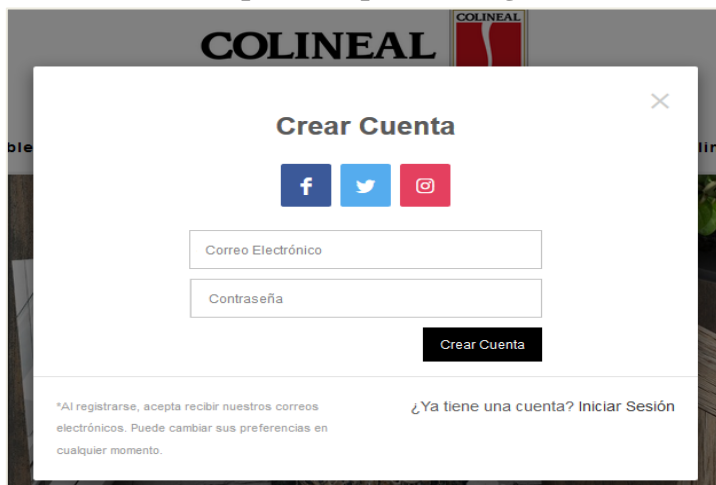 COLINEAL
COLINEAL
Crear Cuenta
Correo Electrónico
Contraseña
Crear Cuenta
*Al registrarse, acepta recibir nuestros correos
electrónicos. Puede cambiar sus preferencias en
cualquier momento.
¿Ya tiene una cuenta? Iniciar Sesión